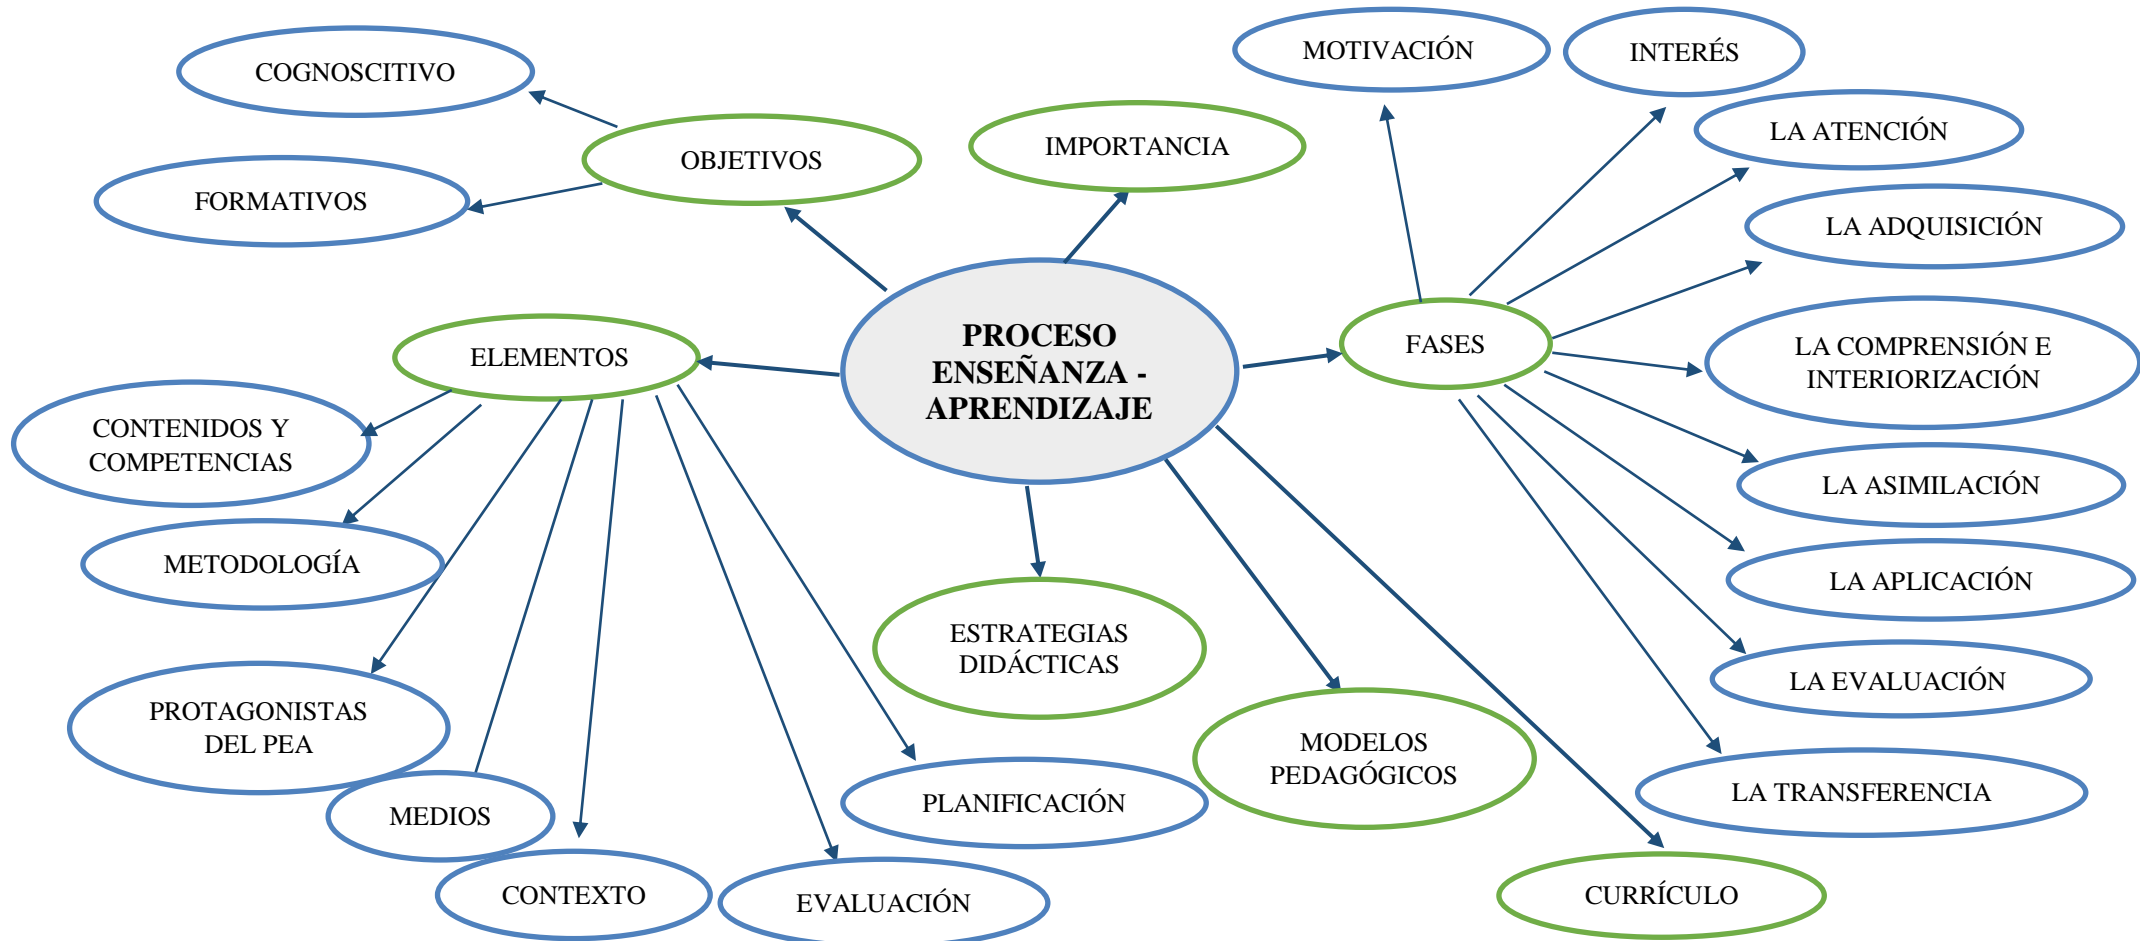 COGNOSCITIVO
FORMATIVOS
OBJETIVOS
IMPORTANCIA
MOTIVACIÓN
INTERÉS
LA ATENCIÓN
LA ADQUISICIÓN
LA COMPRENSIÓN E
INTERIORIZACIÓN
LA ASIMILACIÓN
LA APLICACIÓN
LA EVALUACIÓN
LA TRANSFERENCIA
FASES
PROCESO
ENSEÑANZA -
APRENDIZAJE
ELEMENTOS
CONTENIDOS Y
COMPETENCIAS
METODOLOGÍA
PROTAGONISTAS
DEL PEA
MEDIOS
CONTEXTO
EVALUACIÓN
PLANIFICACIÓN
ESTRATEGIAS
DIDÁCTICAS
MODELOS
PEDAGÓGICOS
CURRÍCULO